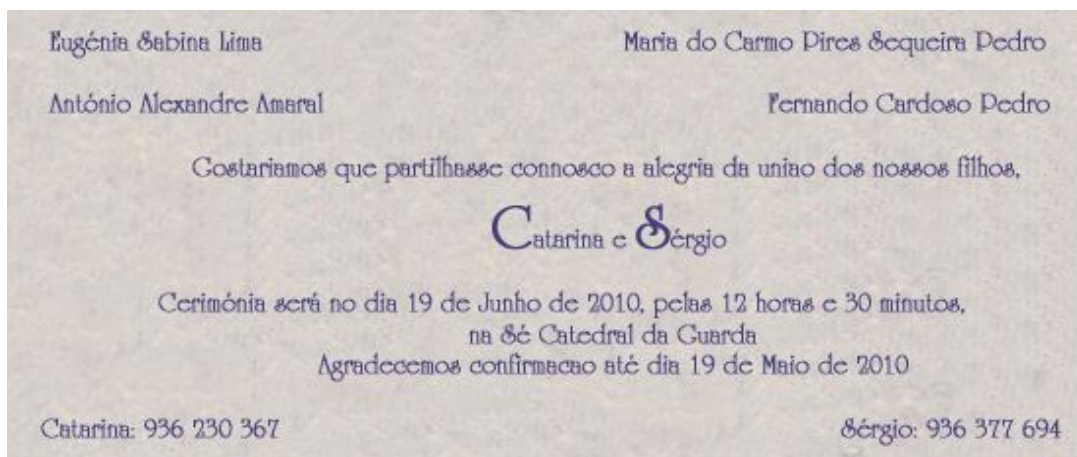 Eugénia Sabina Lima Maria do Carmo Pires Sequeira Pedro
António Alexandre Amaral Fernando Cardoso Pedro
Gostariamos que partilhasse connosco a alegria da uniao dos nossos filhos,
Catarina e Sérgio
Cerimónia será no dia 19 de Junho de 2010, pelas 12 horas e 30 minutos,
na Sé Catedral da Guarda
Agradecemos confirmacao até dia 19 de Maio de 2010
Catarina: 936 230 367 Sérgio: 936 377 694